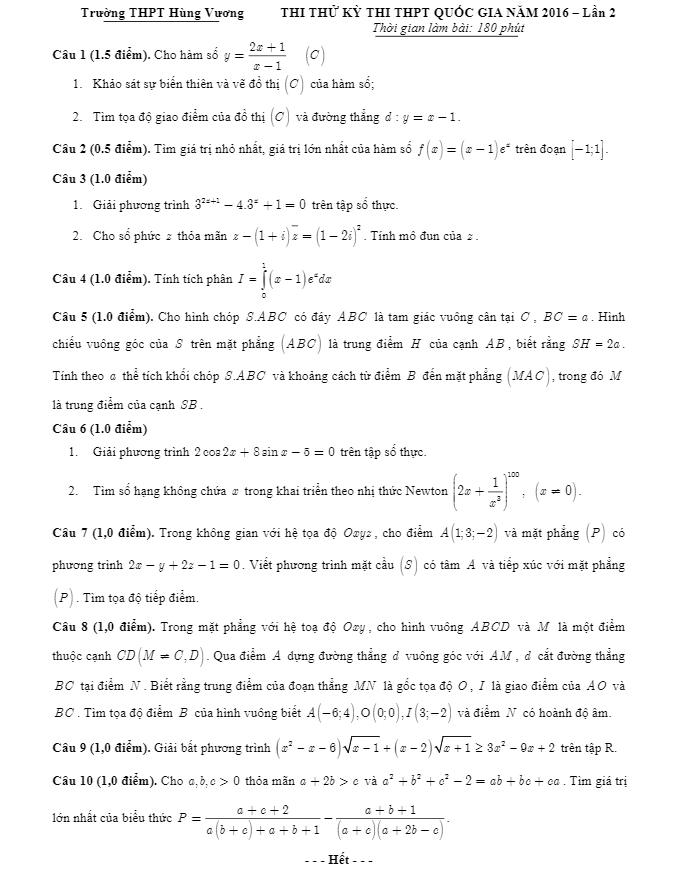 Trường THPT Hùng Vương THI THỬ KỲ THI THPT QUỐC GIA NĂM 2016 – Lần 2
Thời gian làm bài: 180 phút
Câu 1 (1.5 điểm). Cho hàm số y = \frac{2x+1}{x-1} (C)
1. Khảo sát sự biến thiên và vẽ đồ thị (C) của hàm số;
2. Tìm tọa độ giao điểm của đồ thị (C) và đường thẳng d : y = x − 1.
Câu 2 (0.5 điểm). Tìm giá trị nhỏ nhất, giá trị lớn nhất của hàm số f(x) = (x − 1)e^x trên đoạn [−1;1].
Câu 3 (1.0 điểm)
1. Giải phương trình 3^{2x+1} − 4.3^x + 1 = 0 trên tập số thực.
2. Cho số phức z thỏa mãn z − (1 + i)\overline{z} = (1 − 2i)^2. Tính mô đun của z.
Câu 4 (1.0 điểm). Tính tích phân I = \int_0^1 (x − 1)e^x dx
Câu 5 (1.0 điểm). Cho hình chóp S.ABC có đáy ABC là tam giác vuông cân tại C, BC = a. Hình
chiếu vuông góc của S trên mặt phẳng (ABC) là trung điểm H của cạnh AB, biết rằng SH = 2a.
Tính theo a thể tích khối chóp S.ABC và khoảng cách từ điểm B đến mặt phẳng (MAC), trong đó M
là trung điểm của cạnh SB.
Câu 6 (1.0 điểm)
1. Giải phương trình 2cos2x + 8sinx − 5 = 0 trên tập số thực.
2. Tìm số hạng không chứa x trong khai triển theo nhị thức Newton \left(2x + \frac{1}{x^3}\right)^{100}, (x ≠ 0).
Câu 7 (1,0 điểm). Trong không gian với hệ tọa độ Oxyz, cho điểm A(1;3;−2) và mặt phẳng (P) có
phương trình 2x − y + 2z − 1 = 0. Viết phương trình mặt cầu (S) có tâm A và tiếp xúc với mặt phẳng
(P). Tìm tọa độ tiếp điểm.
Câu 8 (1,0 điểm). Trong mặt phẳng với hệ toạ độ Oxy, cho hình vuông ABCD và M là một điểm
thuộc cạnh CD(M ≠ C,D). Qua điểm A dựng đường thẳng d vuông góc với AM, d cắt đường thẳng
BC tại điểm N. Biết rằng trung điểm của đoạn thẳng MN là gốc tọa độ O, I là giao điểm của AO và
BC. Tìm tọa độ điểm B của hình vuông biết A(−6;4),O(0;0),I(3;−2) và điểm N có hoành độ âm.
Câu 9 (1,0 điểm). Giải bất phương trình (x^2 − x − 6)\sqrt{x − 1} + (x − 2)\sqrt{x + 1} ≥ 3x^2 − 9x + 2 trên tập R.
Câu 10 (1,0 điểm). Cho a,b,c > 0 thỏa mãn a + 2b > c và a^2 + b^2 + c^2 − 2 = ab + bc + ca. Tìm giá trị
lớn nhất của biểu thức P = \frac{a+c+2}{a(b+c)+a+b+1} − \frac{a+b+1}{(a+c)(a+2b−c)}.
- - - Hết - - -